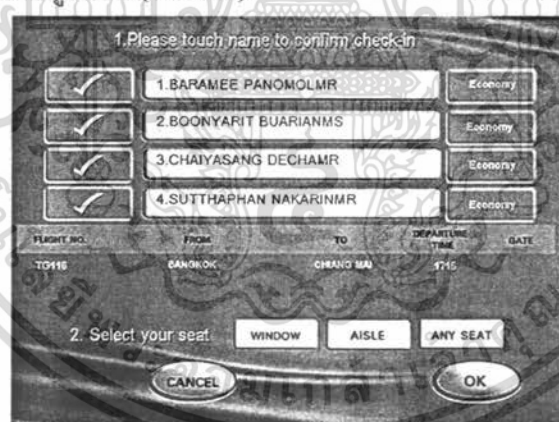 1.Please touch name to confirm check-in
1.BARAMEE PANOMOLMR Economy
2.BOONYARIT BUARIANMS Economy
3.CHAIYASANG DECHAMR Economy
4.SUTTHAPHAN NAKARINMR Economy
FLIGHT NO. FROM TO DEPARTURE TIME GATE
TG116 BANGKOK CHIANG MAI 1715
2. Select your seat WINDOW AISLE ANY SEAT
CANCEL OK